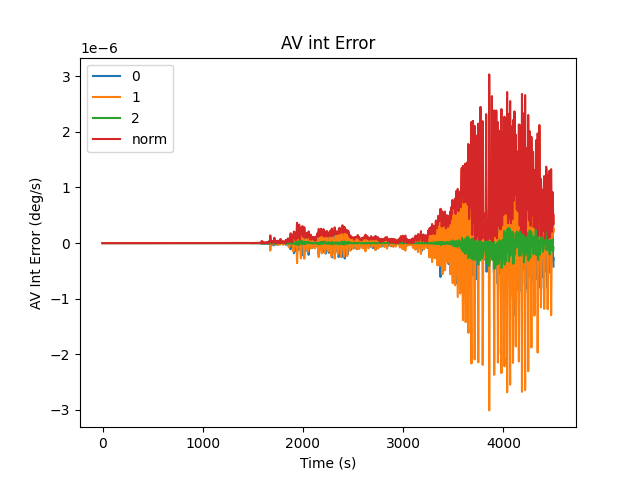 AV int Error
1e−6
0
1
2
norm
3
2
1
0
−1
−2
−3
AV Int Error (deg/s)
0 1000 2000 3000 4000
Time (s)